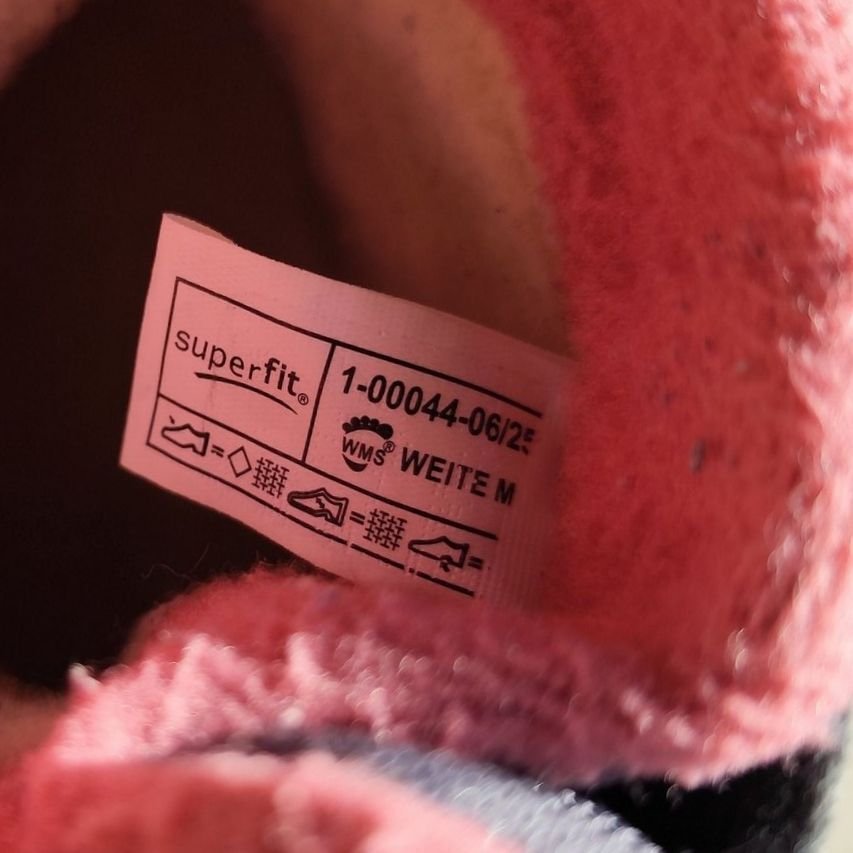 superfit®
1-00044-06/25
WMS® WEITE M